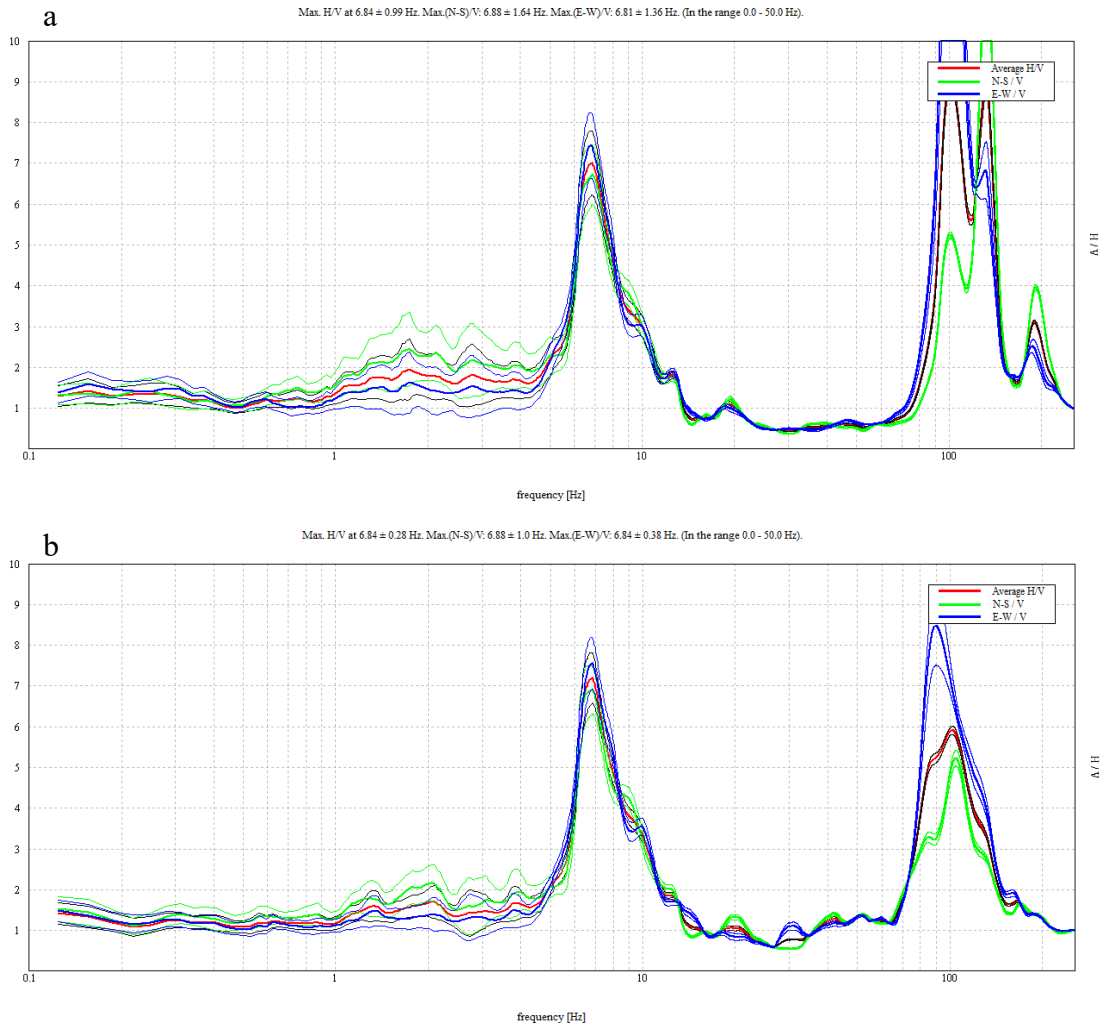 a
Max. H/V at 6.84 ± 0.99 Hz. Max.(N-S)/V: 6.88 ± 1.64 Hz. Max.(E-W)/V: 6.81 ± 1.36 Hz. (In the range 0.0 - 50.0 Hz).
10
9
8
7
6
5
4
3
2
1
Average H/V
N-S / V
E-W / V
H / V
0.1 1 10 100
frequency [Hz]
b
Max. H/V at 6.84 ± 0.28 Hz. Max.(N-S)/V: 6.88 ± 1.0 Hz. Max.(E-W)/V: 6.84 ± 0.38 Hz. (In the range 0.0 - 50.0 Hz).
10
9
8
7
6
5
4
3
2
1
Average H/V
N-S / V
E-W / V
H / V
0.1 1 10 100
frequency [Hz]